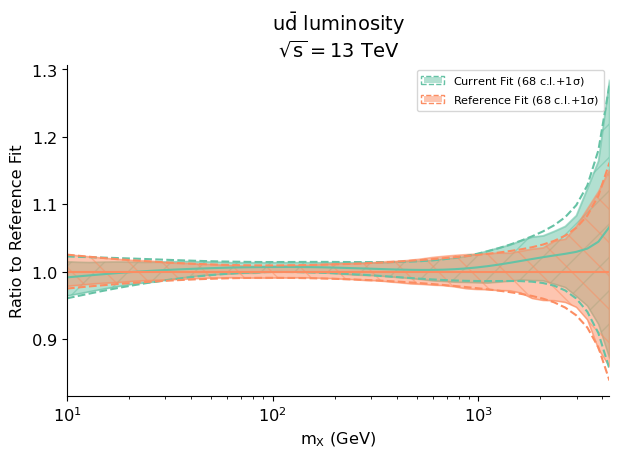 ud̄ luminosity
√s = 13 TeV
Current Fit (68 c.l.+1σ)
Reference Fit (68 c.l.+1σ)
Ratio to Reference Fit
1.3
1.2
1.1
1.0
0.9
10¹ 10² 10³
mX (GeV)